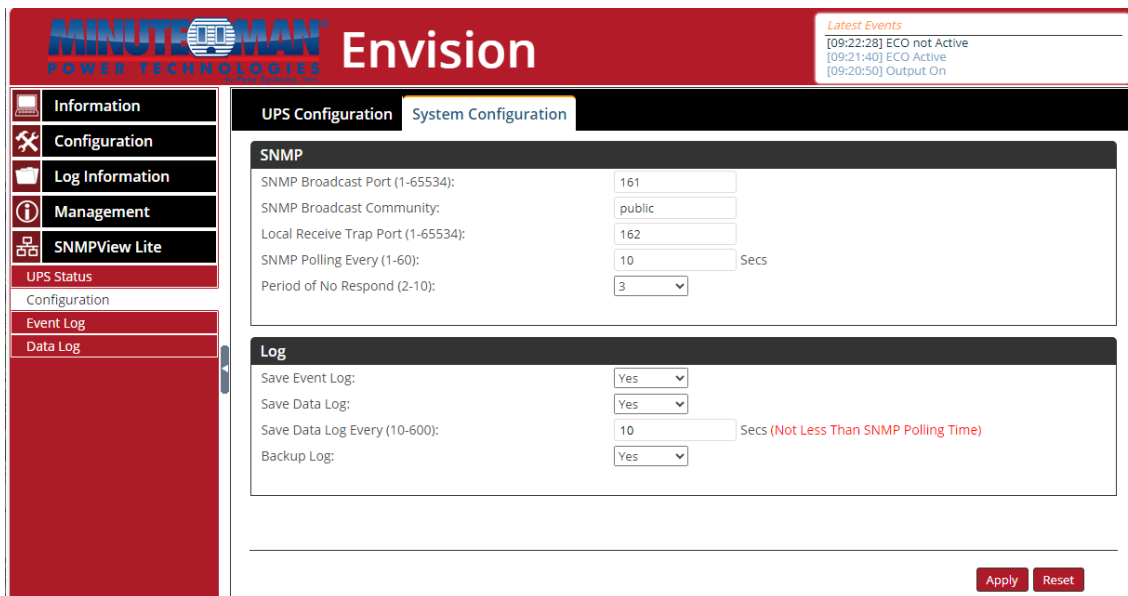 MINUTEMAN
POWER TECHNOLOGIES
Envision
Latest Events
[09:22:28] ECO not Active
[09:21:40] ECO Active
[09:20:50] Output On
Information
Configuration
Log Information
Management
SNMPView Lite
UPS Status
Configuration
Event Log
Data Log
UPS Configuration System Configuration
SNMP
SNMP Broadcast Port (1-65534): 161
SNMP Broadcast Community: public
Local Receive Trap Port (1-65534): 162
SNMP Polling Every (1-60): 10 Secs
Period of No Respond (2-10): 3
Log
Save Event Log: Yes
Save Data Log: Yes
Save Data Log Every (10-600): 10 Secs (Not Less Than SNMP Polling Time)
Backup Log: Yes
Apply Reset